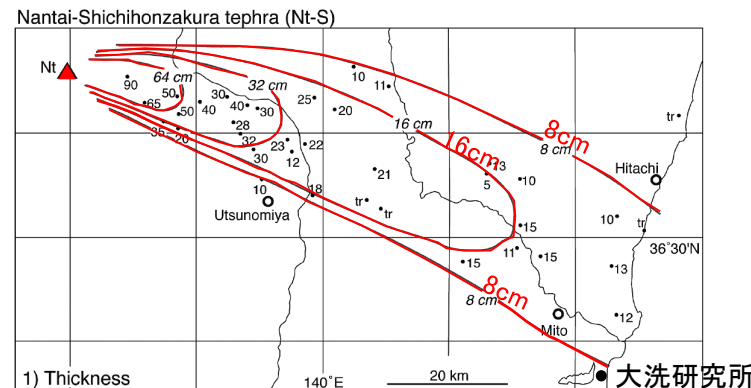 Nantai-Shichihonzakura tephra (Nt-S)
Nt
90
64 cm
65
50
50
35
20
40
30
40
30
28
32
30
32 cm
25
20
10
11
16 cm
16cm
8cm
8 cm
tr
Hitachi
23
12
22
21
13
5
10
10
Utsunomiya
18
tr
tr
15
11
15
15
10
tr
36°30'N
13
8cm
8 cm
Mito
12
1) Thickness
140°E
20 km
大洗研究所